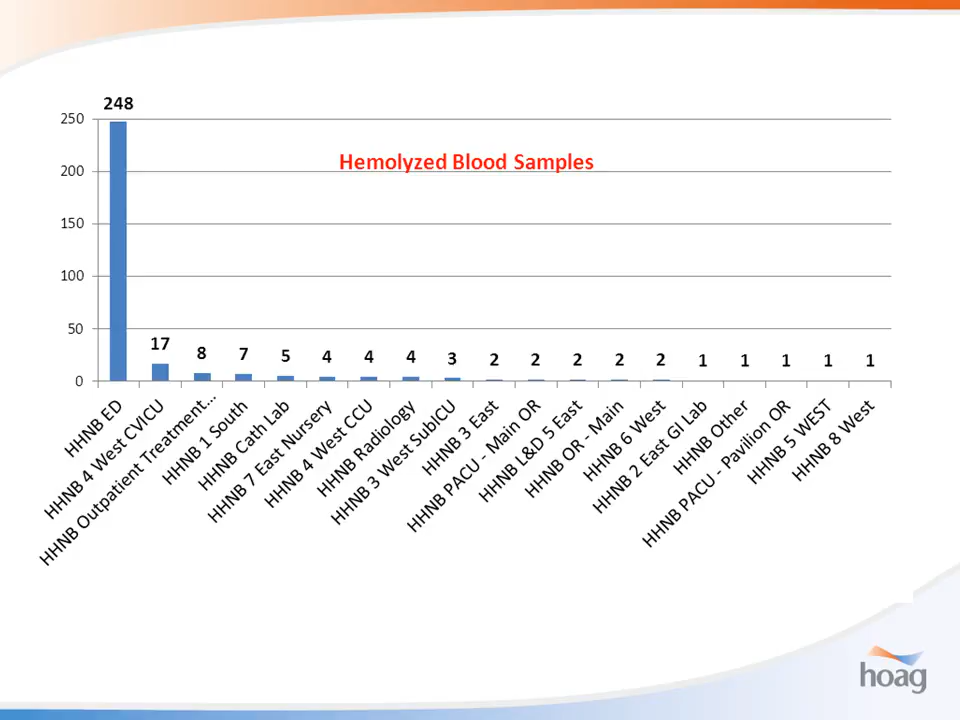 248
250
Hemolyzed Blood Samples
200
150
100
50
17
8
7
5
4
4
4
3
2
2
2
2
2
1
1
1
1
1
0
HHNB ED
HHNB 4 West CVICU
HHNB Outpatient Treatment...
HHNB 1 South
HHNB Cath Lab
HHNB 7 East Nursery
HHNB 4 West CCU
HHNB Radiology
HHNB 3 West SubICU
HHNB 3 East
HHNB PACU - Main OR
HHNB L&D 5 East
HHNB OR - Main
HHNB 6 West
HHNB 2 East GI Lab
HHNB Other
HHNB PACU - Pavilion OR
HHNB 5 WEST
HHNB 8 West
hoag